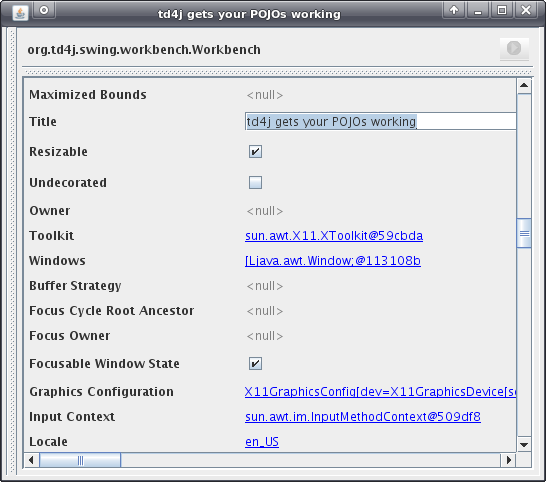 td4j gets your POJOs working
org.td4j.swing.workbench.Workbench
Maximized Bounds <null>
Title td4j gets your POJOs working
Resizable
Undecorated
Owner <null>
Toolkit sun.awt.X11.XToolkit@59cbda
Windows [Ljava.awt.Window;@113108b
Buffer Strategy <null>
Focus Cycle Root Ancestor <null>
Focus Owner <null>
Focusable Window State
Graphics Configuration X11GraphicsConfig[dev=X11GraphicsDevice[s
Input Context sun.awt.im.InputMethodContext@509df8
Locale en_US